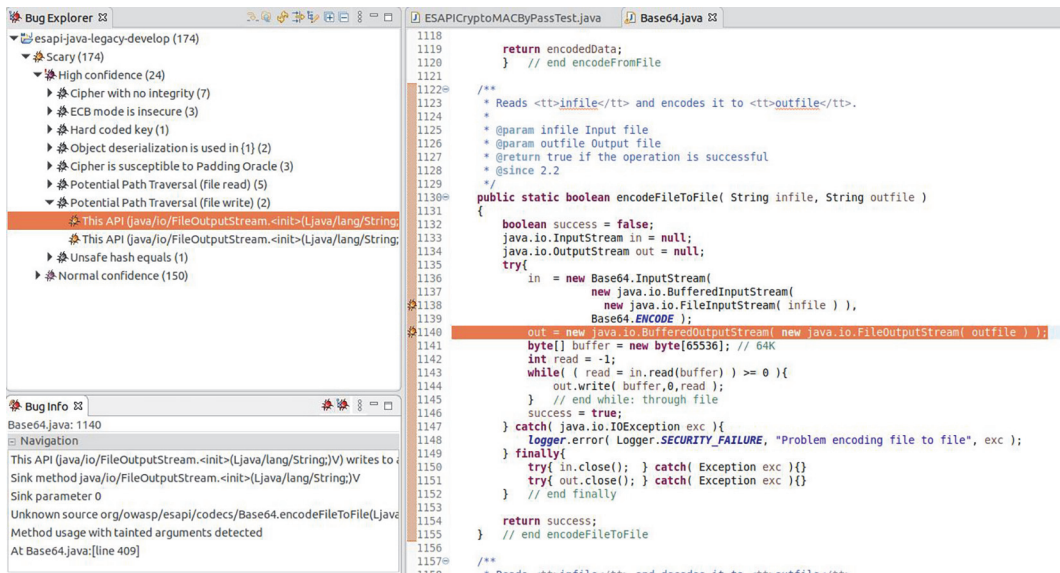 Bug Explorer
esapi-java-legacy-develop (174)
Scary (174)
High confidence (24)
Cipher with no integrity (7)
ECB mode is insecure (3)
Hard coded key (1)
Object deserialization is used in {1} (2)
Cipher is susceptible to Padding Oracle (3)
Potential Path Traversal (file read) (5)
Potential Path Traversal (file write) (2)
This API (java/io/FileOutputStream.<init>(Ljava/lang/String;
This API (java/io/FileOutputStream.<init>(Ljava/lang/String;
Unsafe hash equals (1)
Normal confidence (150)
Bug Info
Base64.java: 1140
Navigation
This API (java/io/FileOutputStream.<init>(Ljava/lang/String;)V) writes to a
Sink method java/io/FileOutputStream.<init>(Ljava/lang/String;)V
Sink parameter 0
Unknown source org/owasp/esapi/codecs/Base64.encodeFileToFile(Ljava
Method usage with tainted arguments detected
At Base64.java:[line 409]
ESAPICryptoMACByPassTest.java Base64.java
1118
1119 return encodedData;
1120 } // end encodeFromFile
1121
1122 /**
1123 * Reads <tt>infile</tt> and encodes it to <tt>outfile</tt>.
1124 *
1125 * @param infile Input file
1126 * @param outfile Output file
1127 * @return true if the operation is successful
1128 * @since 2.2
1129 */
1130 public static boolean encodeFileToFile( String infile, String outfile )
1131 {
1132 boolean success = false;
1133 java.io.InputStream in = null;
1134 java.io.OutputStream out = null;
1135 try{
1136 in = new Base64.InputStream(
1137 new java.io.BufferedInputStream(
1138 new java.io.FileInputStream( infile ) ),
1139 Base64.ENCODE );
1140 out = new java.io.BufferedOutputStream( new java.io.FileOutputStream( outfile ) );
1141 byte[] buffer = new byte[65536]; // 64K
1142 int read = -1;
1143 while( ( read = in.read(buffer) ) >= 0 ){
1144 out.write( buffer,0,read );
1145 } // end while: through file
1146 success = true;
1147 } catch( java.io.IOException exc ){
1148 logger.error( Logger.SECURITY_FAILURE, "Problem encoding file to file", exc );
1149 } finally{
1150 try{ in.close(); } catch( Exception exc ){}
1151 try{ out.close(); } catch( Exception exc ){}
1152 } // end finally
1153
1154 return success;
1155 } // end encodeFileToFile
1156
1157 /**